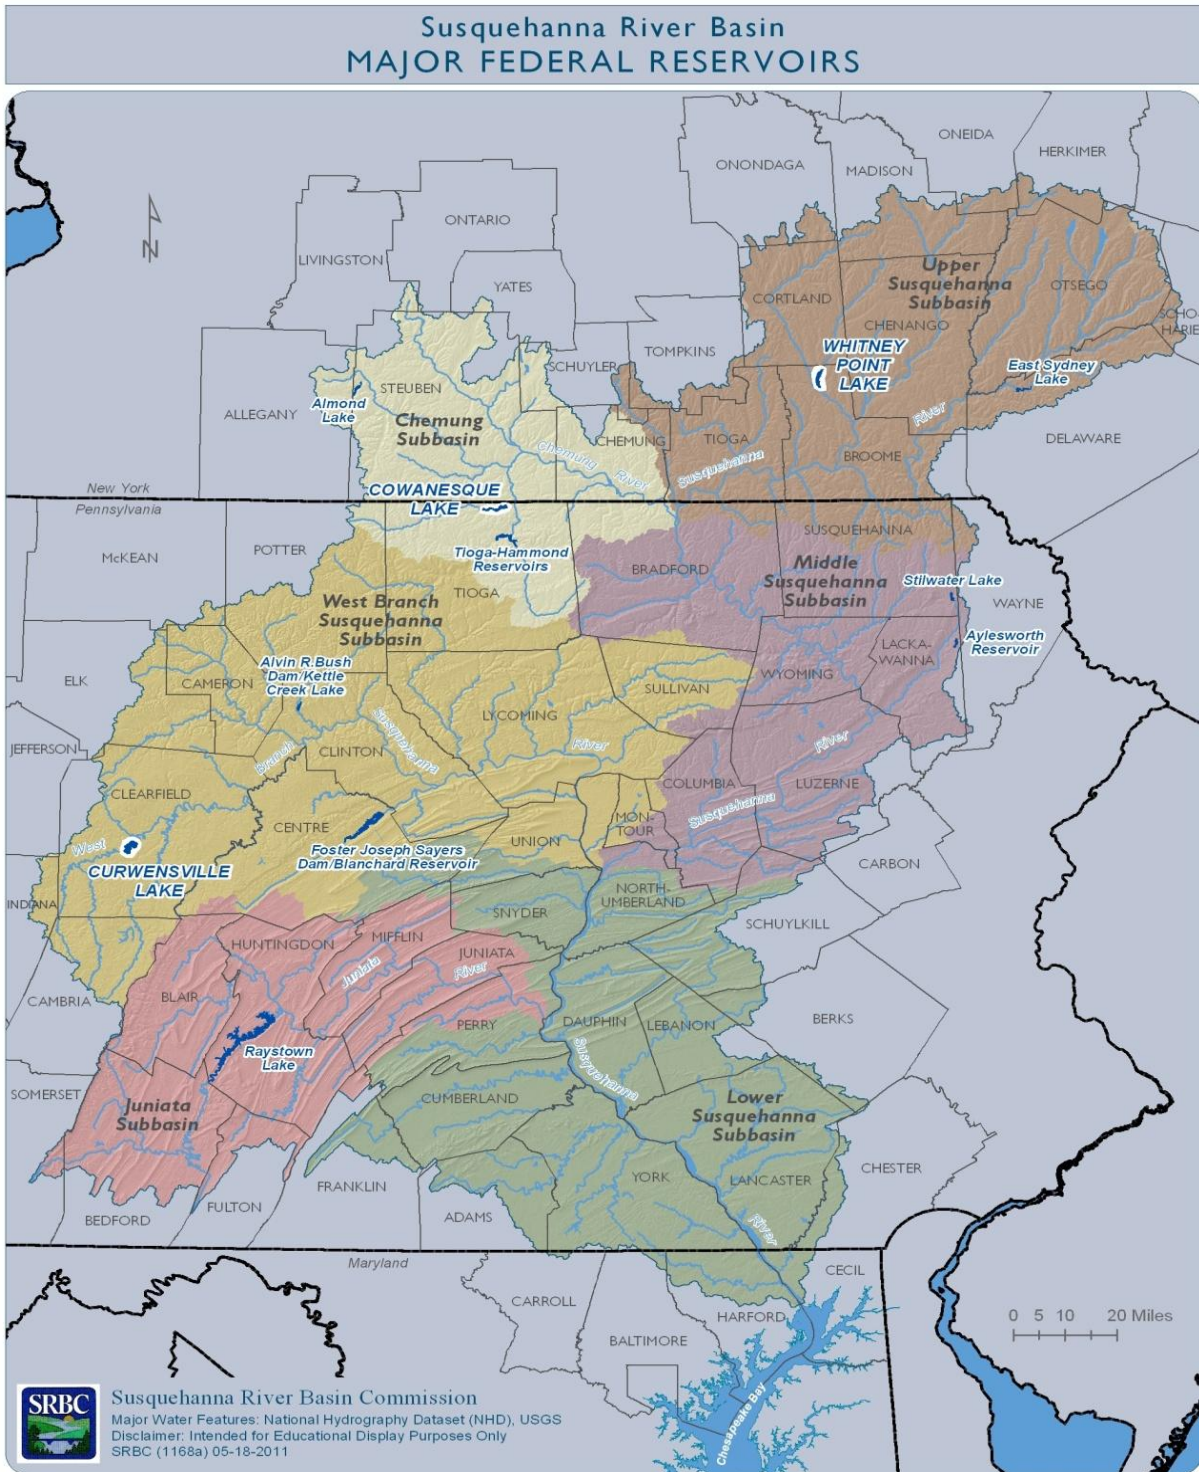 Susquehanna River Basin
MAJOR FEDERAL RESERVOIRS
ONEIDA
HERKIMER
ONONDAGA
MADISON
ONTARIO
LIVINGSTON
YATES
Upper
Susquehanna
Subbasin
OTSEGO
CORTLAND
CHENANGO
SCHO-
HARIE
SCHUYLER
TOMPKINS
WHITNEY
POINT
LAKE
East Sydney
Lake
STEUBEN
Almond
Lake
ALLEGANY
Chemung
Subbasin
CHEMUNG
TIOGA
River
DELAWARE
Chemung
River
Susquehanna
BROOME
New York
Pennsylvania
COWANESQUE
LAKE
SUSQUEHANNA
McKEAN
POTTER
Tioga-Hammond
Reservoirs
BRADFORD
Middle
Susquehanna
Subbasin
Stilwater Lake
WAYNE
TIOGA
West Branch
Susquehanna
Subbasin
Aylesworth
Reservoir
LACKA-
WANNA
WYOMING
Alvin R.Bush
Dam/Kettle
Creek Lake
ELK
CAMERON
SULLIVAN
LYCOMING
Susquehanna
River
JEFFERSON
Branch
CLINTON
River
CLEARFIELD
COLUMBIA
LUZERNE
Susquehanna
CENTRE
MON-
TOUR
UNION
West
Foster Joseph Sayers
Dam/Blanchard Reservoir
CURWENSVILLE
LAKE
CARBON
NORTH-
UMBERLAND
INDIANA
SNYDER
SCHUYLKILL
HUNTINGDON
MIFFLIN
JUNIATA
Juniata
River
CAMBRIA
BLAIR
PERRY
DAUPHIN
LEBANON
BERKS
Raystown
Lake
Susquehanna
SOMERSET
Juniata
Subbasin
CUMBERLAND
Lower
Susquehanna
Subbasin
CHESTER
YORK
LANCASTER
FRANKLIN
FULTON
BEDFORD
ADAMS
River
Maryland
CECIL
CARROLL
HARFORD
BALTIMORE
0 5 10 20 Miles
Chesapeake Bay
SRBC
Susquehanna River Basin Commission
Major Water Features: National Hydrography Dataset (NHD), USGS
Disclaimer: Intended for Educational Display Purposes Only
SRBC (1168a) 05-18-2011
N